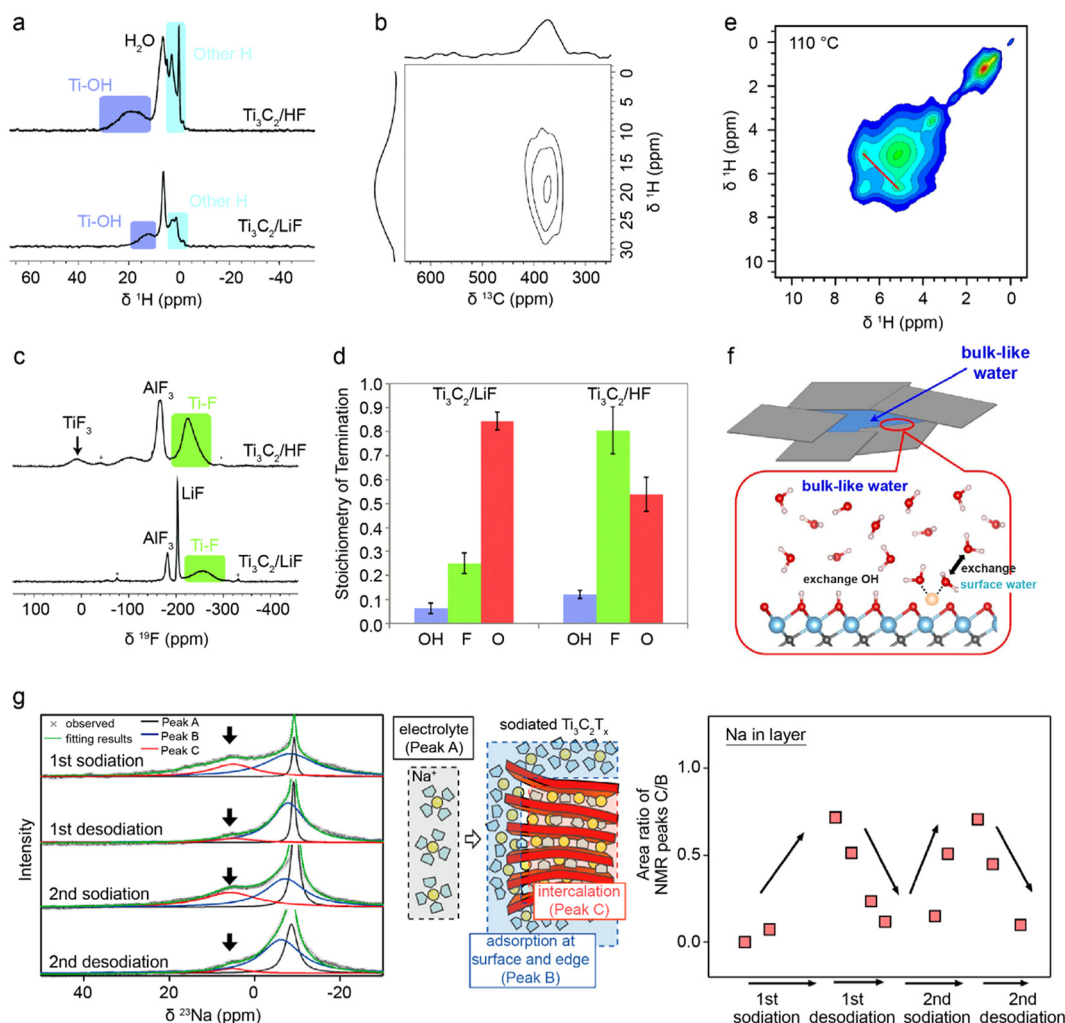 a
H2O
Other H
Ti-OH
Ti3C2/HF
Other H
Ti-OH
Ti3C2/LiF
60 40 20 0 -20 -40
δ 1H (ppm)
b
0
5
10
15
20
25
30
δ 1H (ppm)
600 500 400 300
δ 13C (ppm)
e
110 °C
0
2
4
6
8
10
δ 1H (ppm)
10 8 6 4 2 0
δ 1H (ppm)
c
AlF3
Ti-F
TiF3
Ti3C2/HF
LiF
AlF3
Ti-F
Ti3C2/LiF
100 0 -100 -200 -300 -400
δ 19F (ppm)
d
Stoichiometry of Termination
1.0
0.9
0.8
0.7
0.6
0.5
0.4
0.3
0.2
0.1
0.0
Ti3C2/LiF
Ti3C2/HF
OH F O OH F O
f
bulk-like
water
bulk-like water
exchange
exchange OH
surface water
g
observed
fitting results
Peak A
Peak B
Peak C
1st sodiation
1st desodiation
2nd sodiation
2nd desodiation
Intensity
40 20 0 -20
δ 23Na (ppm)
electrolyte
(Peak A)
Na+
sodiated Ti3C2Tx
intercalation
(Peak C)
adsorption at
surface and edge
(Peak B)
Area ratio of
NMR peaks C/B
Na in layer
1.0
0.5
0.0
1st
sodiation
1st
desodiation
2nd
sodiation
2nd
desodiation